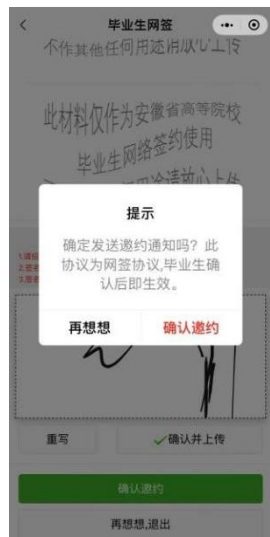 毕业生网签
不作其他任何用途请放心上传
此材料仅作为安徽省高等院校
毕业生网络签约使用
提示
确定发送邀约通知吗？此
协议为网签协议,毕业生确
认后即生效。
再想想
确认邀约
重写
确认并上传
确认邀约
再想想,退出